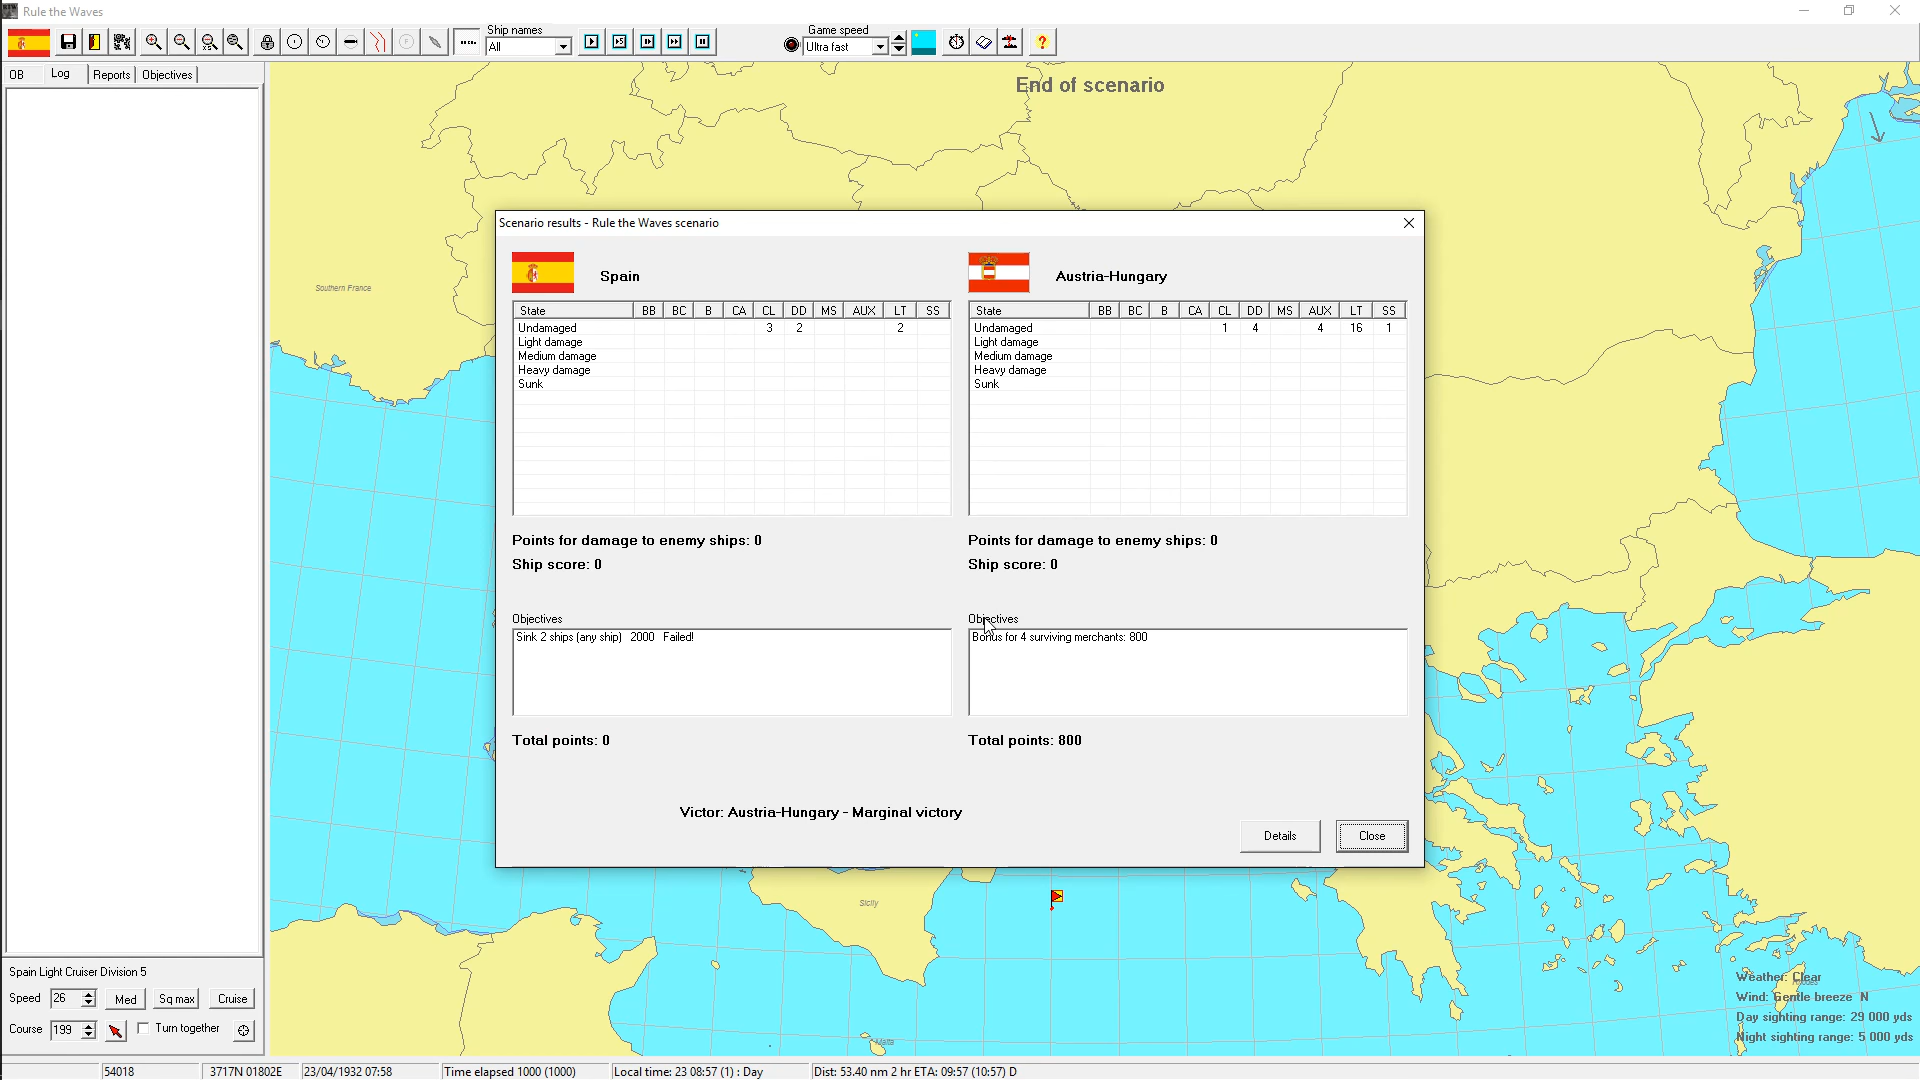 Rule the Waves
Ship names
All
Game speed
Ultra fast
OB
Log
Reports
Objectives
End of scenario
Southern France
Scenario results - Rule the Waves scenario
Spain
Austria-Hungary
State BB BC B CA CL DD MS AUX LT SS
Undamaged 3 2 2
Light damage
Medium damage
Heavy damage
Sunk
State BB BC B CA CL DD MS AUX LT SS
Undamaged 1 4 4 16 1
Light damage
Medium damage
Heavy damage
Sunk
Points for damage to enemy ships: 0
Ship score: 0
Points for damage to enemy ships: 0
Ship score: 0
Objectives
Sink 2 ships (any ship) 2000 Failed!
Objectives
Bonus for 4 surviving merchants: 800
Total points: 0
Total points: 800
Victor: Austria-Hungary - Marginal victory
Details
Close
Sicily
Malta
Weather: Clear
Wind: Gentle breeze N
Day sighting range: 29 000 yds
Night sighting range: 5 000 yds
Spain Light Cruiser Division 5
Speed 26 Med Sq max Cruise
Course 199 Turn together
54018
3717N 01802E
23/04/1932 07:58
Time elapsed 1000 (1000)
Local time: 23 08:57 (1) : Day
Dist: 53.40 nm 2 hr ETA: 09:57 (10:57) D